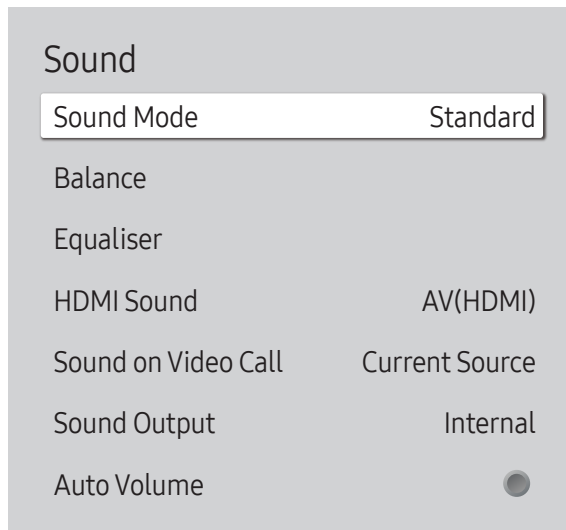 Sound
Sound Mode Standard
Balance
Equaliser
HDMI Sound AV(HDMI)
Sound on Video Call Current Source
Sound Output Internal
Auto Volume